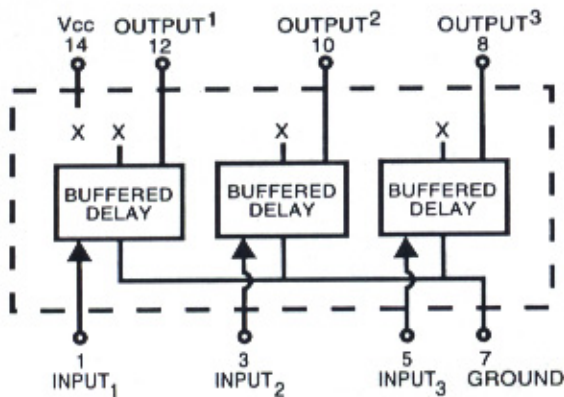 Vcc OUTPUT¹ OUTPUT² OUTPUT³
14 12 10 8
X X X X
BUFFERED DELAY
BUFFERED DELAY
BUFFERED DELAY
1 3 5 7
INPUT₁ INPUT₂ INPUT₃ GROUND